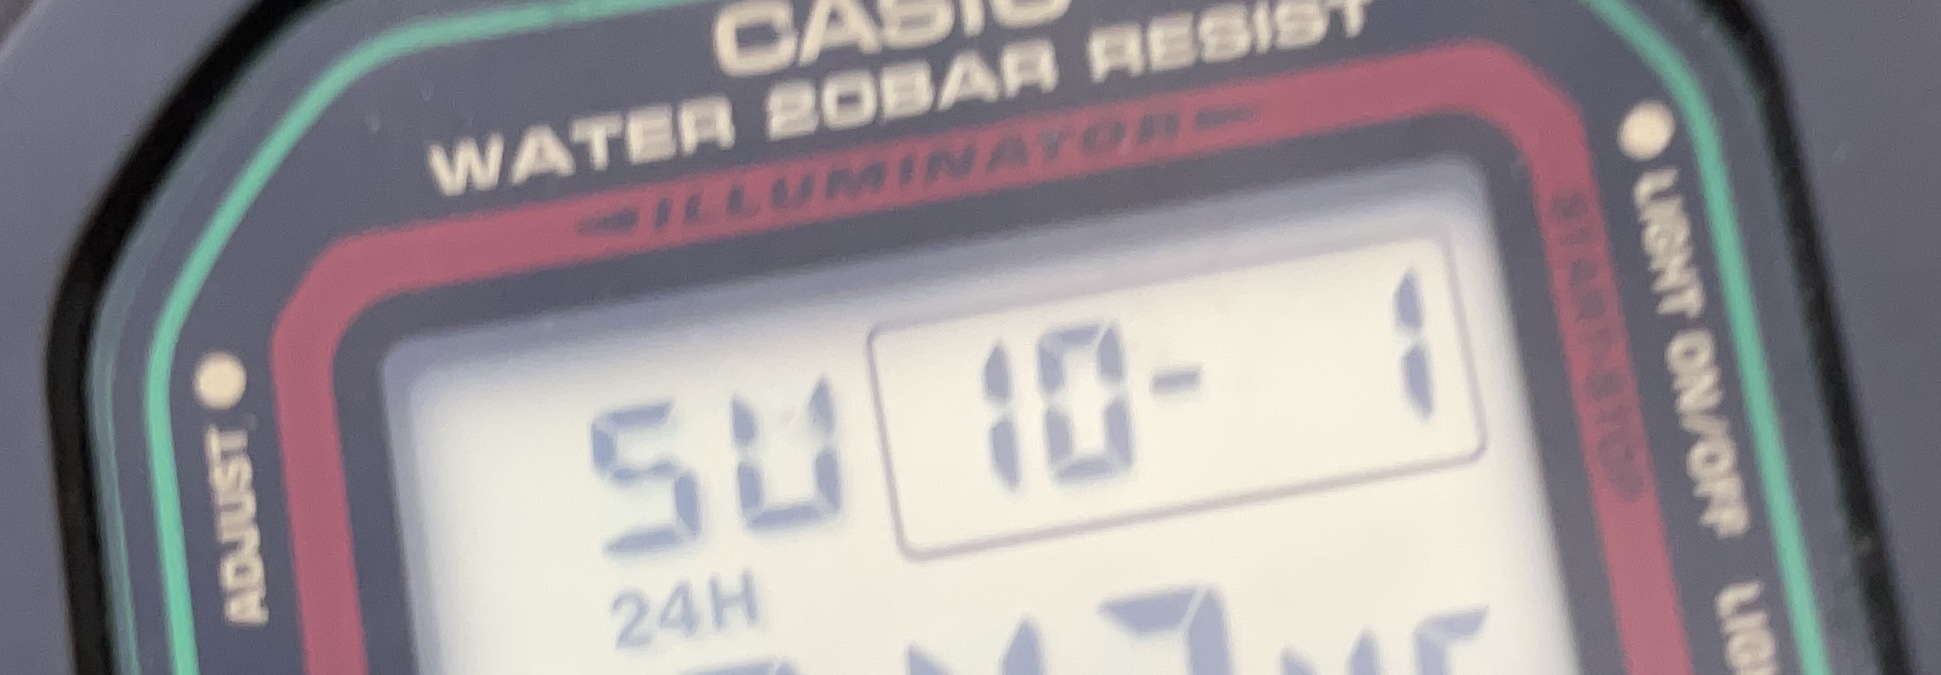 CASIO
WATER 20BAR RESIST
ILLUMINATOR
ADJUST
LIGHT ON/OFF
START·STOP
SU 10- 1
24H